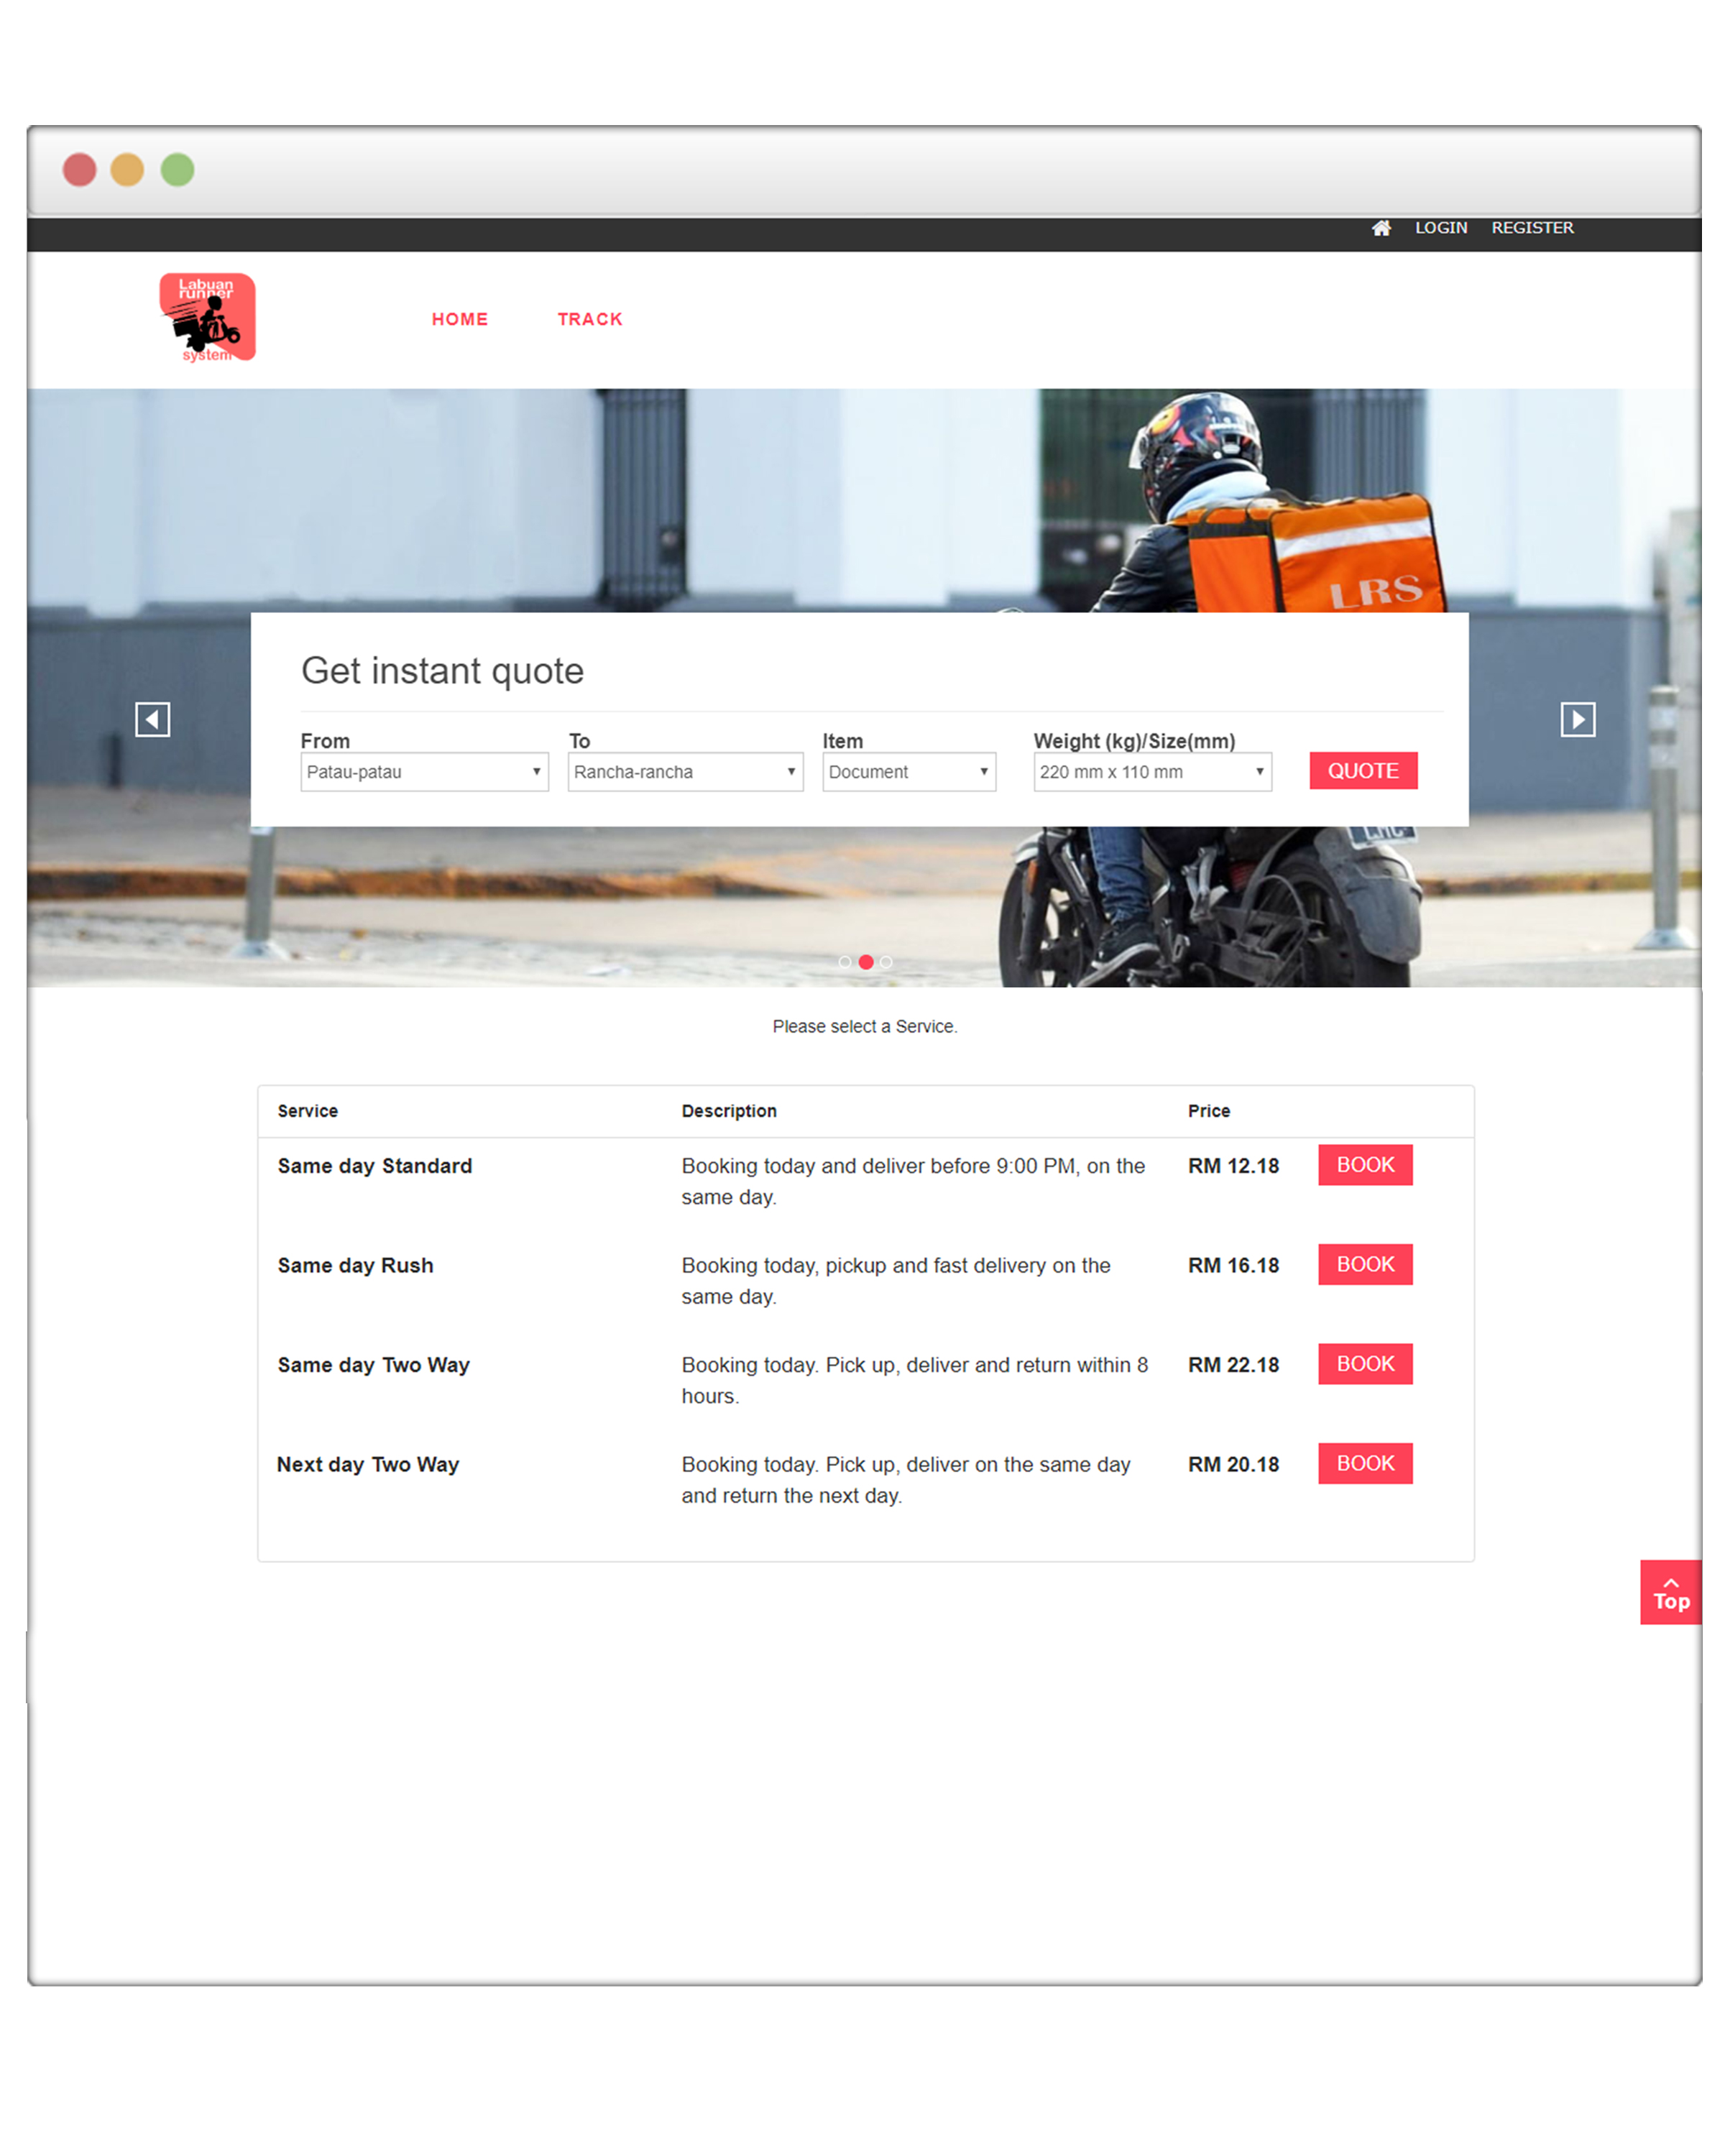 LOGIN REGISTER
Labuan
runner
system
HOME TRACK
LRS
Get instant quote
From To Item Weight (kg)/Size(mm)
Patau-patau Rancha-rancha Document 220 mm x 110 mm QUOTE
Please select a Service.
Service Description Price
Same day Standard Booking today and deliver before 9:00 PM, on the RM 12.18 BOOK
same day.
Same day Rush Booking today, pickup and fast delivery on the RM 16.18 BOOK
same day.
Same day Two Way Booking today. Pick up, deliver and return within 8 RM 22.18 BOOK
hours.
Next day Two Way Booking today. Pick up, deliver on the same day RM 20.18 BOOK
and return the next day.
Top